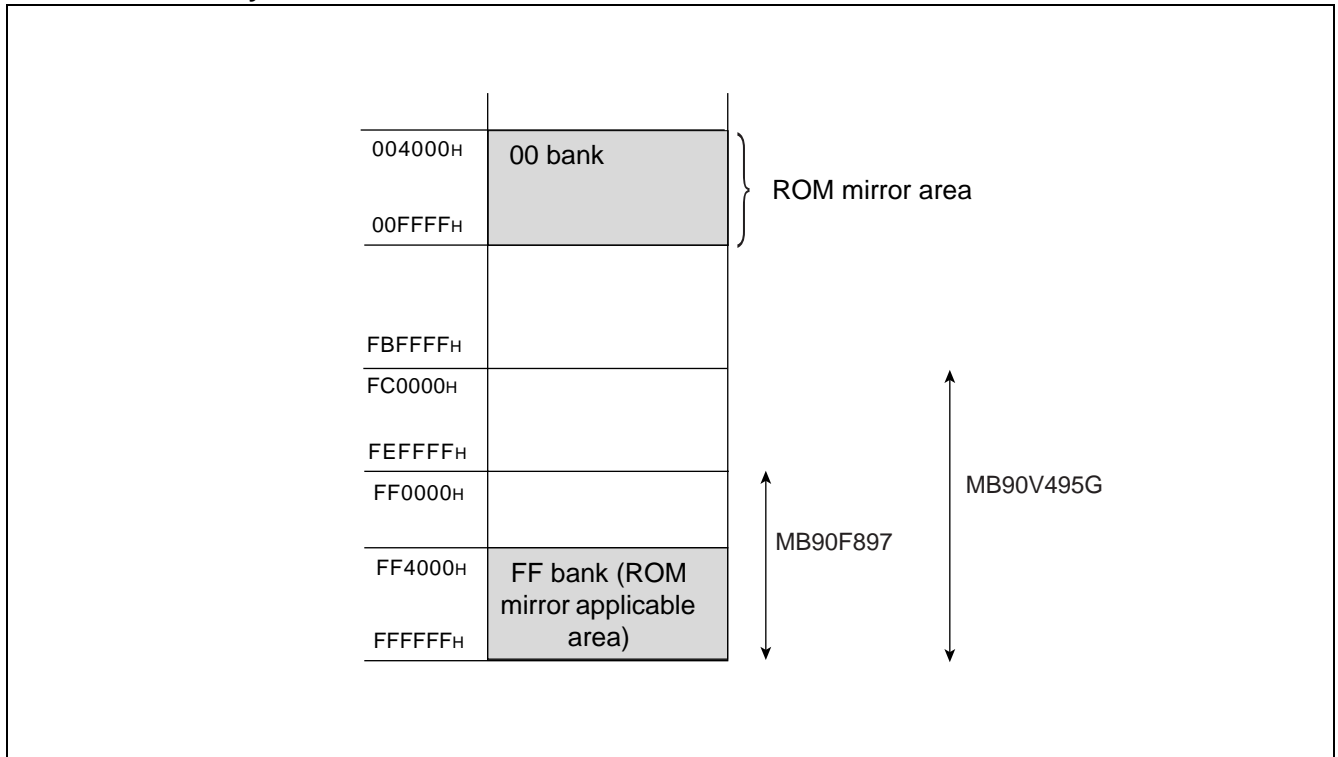 004000H
00 bank
ROM mirror area
00FFFFH
FBFFFFH
FC0000H
FEFFFFH
FF0000H
MB90V495G
MB90F897
FF4000H
FF bank (ROM
mirror applicable
area)
FFFFFFH